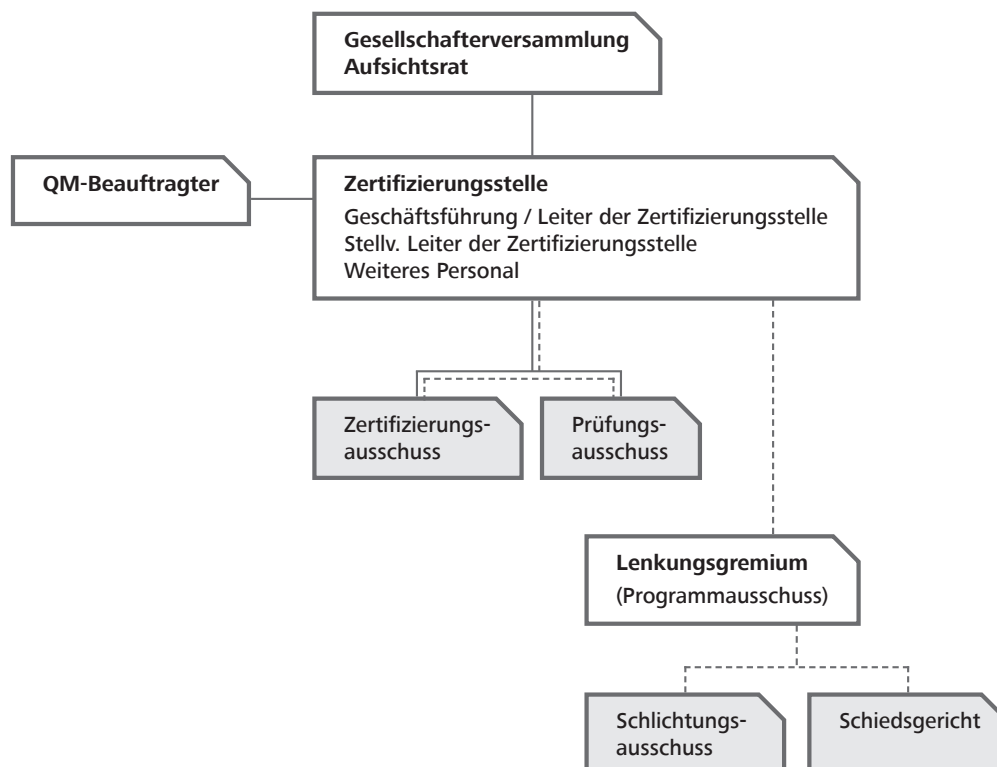 Gesellschafterversammlung
Aufsichtsrat
QM-Beauftragter
Zertifizierungsstelle
Geschäftsführung / Leiter der Zertifizierungsstelle
Stellv. Leiter der Zertifizierungsstelle
Weiteres Personal
Zertifizierungs-
ausschuss
Prüfungs-
ausschuss
Lenkungsgremium
(Programmausschuss)
Schlichtungs-
ausschuss
Schiedsgericht